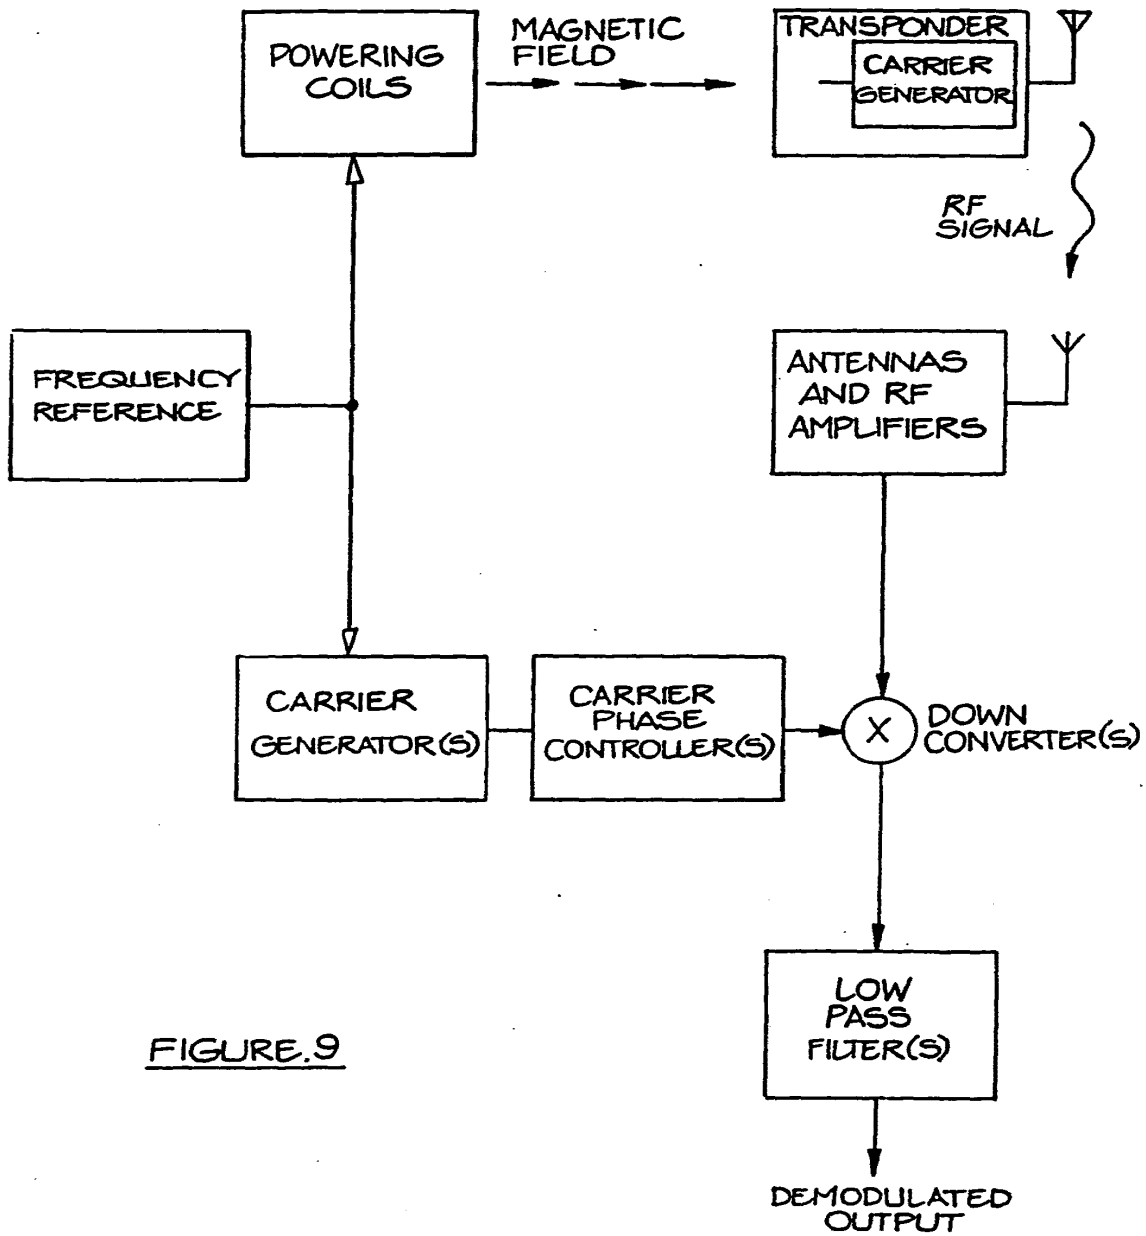 POWERING
COILS
MAGNETIC
FIELD
TRANSPONDER
CARRIER
GENERATOR
RF
SIGNAL
FREQUENCY
REFERENCE
ANTENNAS
AND RF
AMPLIFIERS
CARRIER
GENERATOR(S)
CARRIER
PHASE
CONTROLLER(S)
X
DOWN
CONVERTER(S)
LOW
PASS
FILTER(S)
FIGURE.9
DEMODULATED
OUTPUT